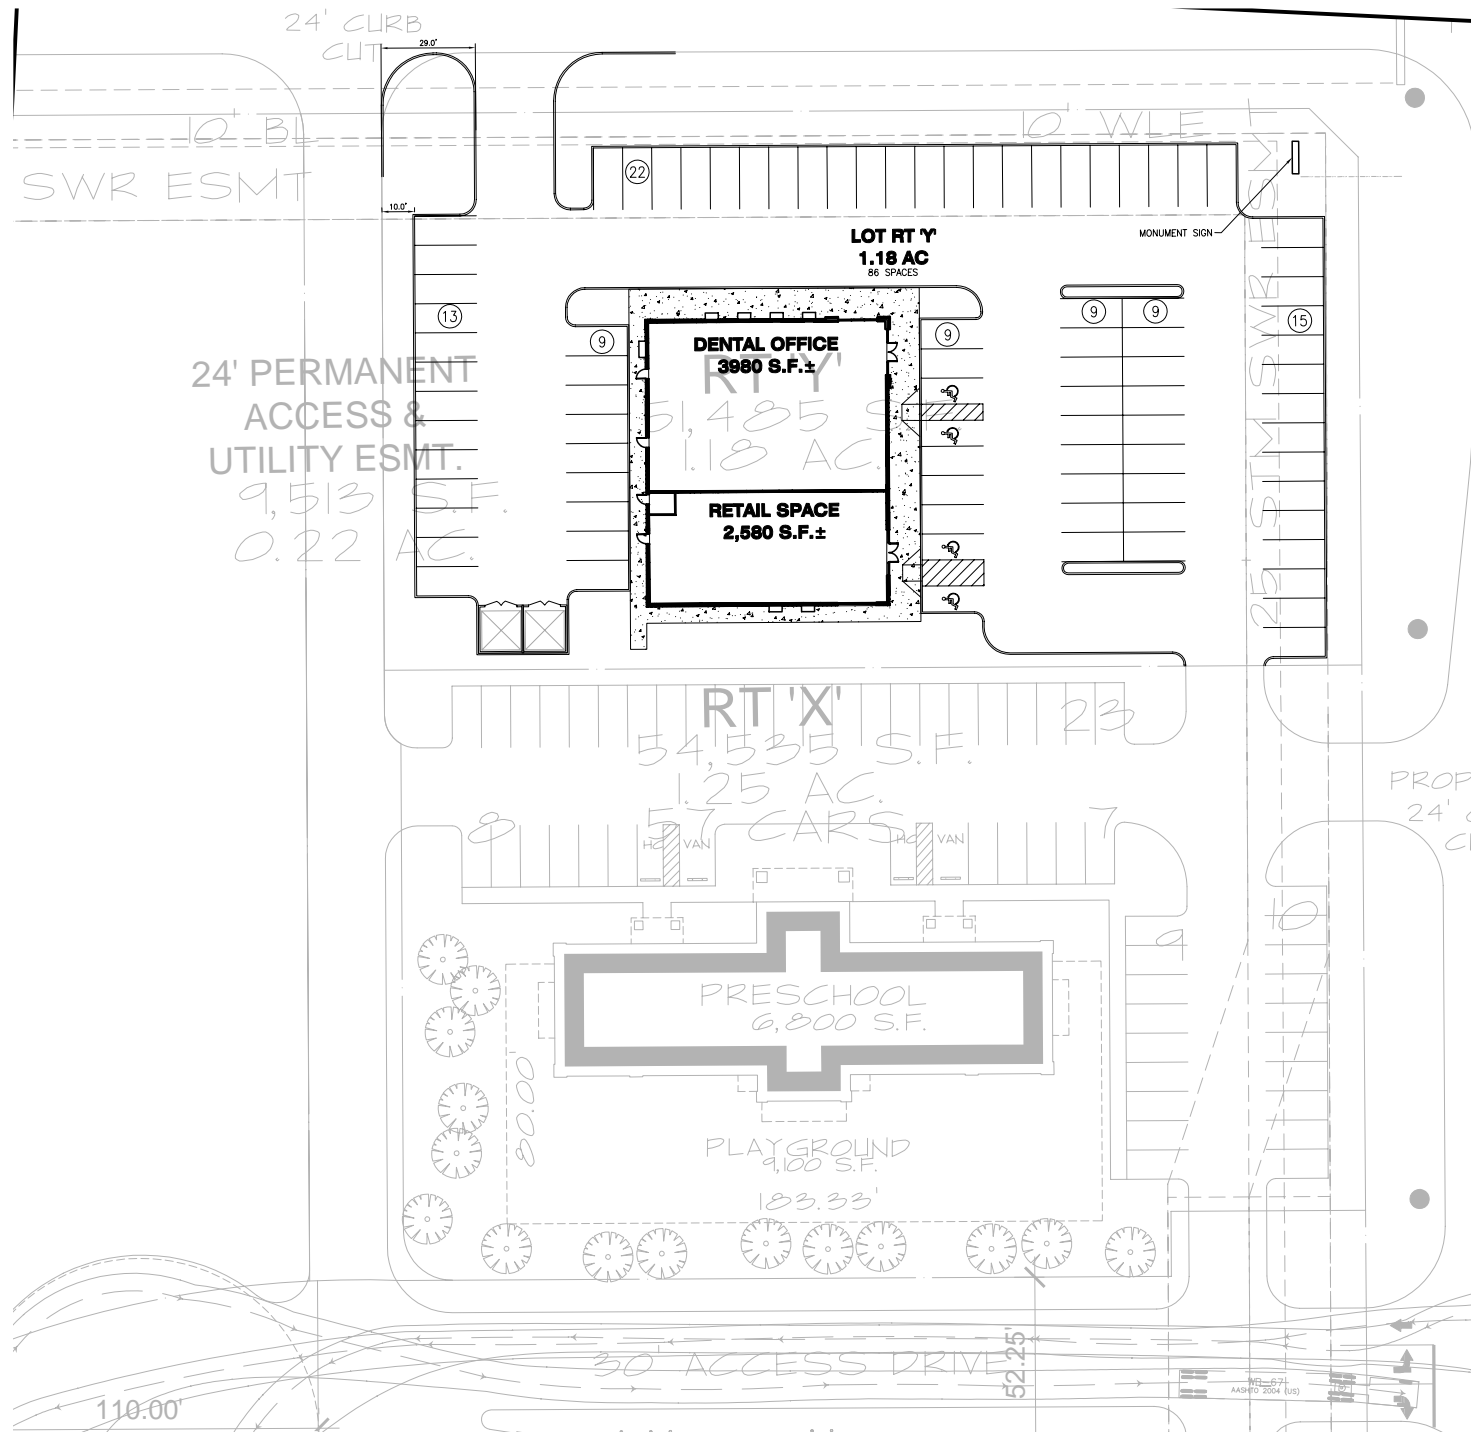 24' CURB
CUT
29.0'
10' BL
10' WLE
SWR ESMT
22
10.0'
LOT RT 'Y'
1.18 AC
86 SPACES
MONUMENT SIGN
13
9
9
9
9
15
DENTAL OFFICE
3980 S.F.±
RT 'Y'
51,485 S.F.
1.18 AC.
24' PERMANENT
ACCESS &
UTILITY ESMT.
9,513 S.F.
0.22 AC.
RETAIL SPACE
2,580 S.F.±
25' STM SWR ESMT
RT 'X'
23
54,535 S.F.
1.25 AC.
57 CARS
8
7
HC VAN
HC VAN
PROP
24'
9
10
PRESCHOOL
6,800 S.F.
80.00'
PLAYGROUND
9,100 S.F.
183.33'
30' ACCESS DRIVE
52.25'
WB-67
AASHTO 2004 (US)
110.00'